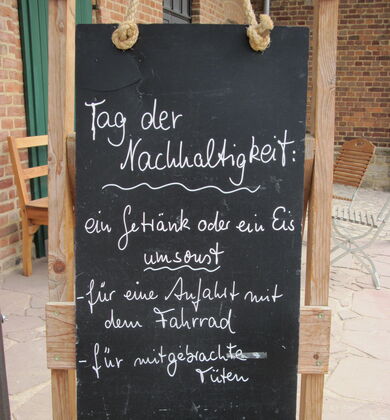 Tag der
Nachhaltigkeit:
ein Getränk oder ein Eis
umsonst
- für eine Anfahrt mit
dem Fahrrad
- für mitgebrachte
Tüten